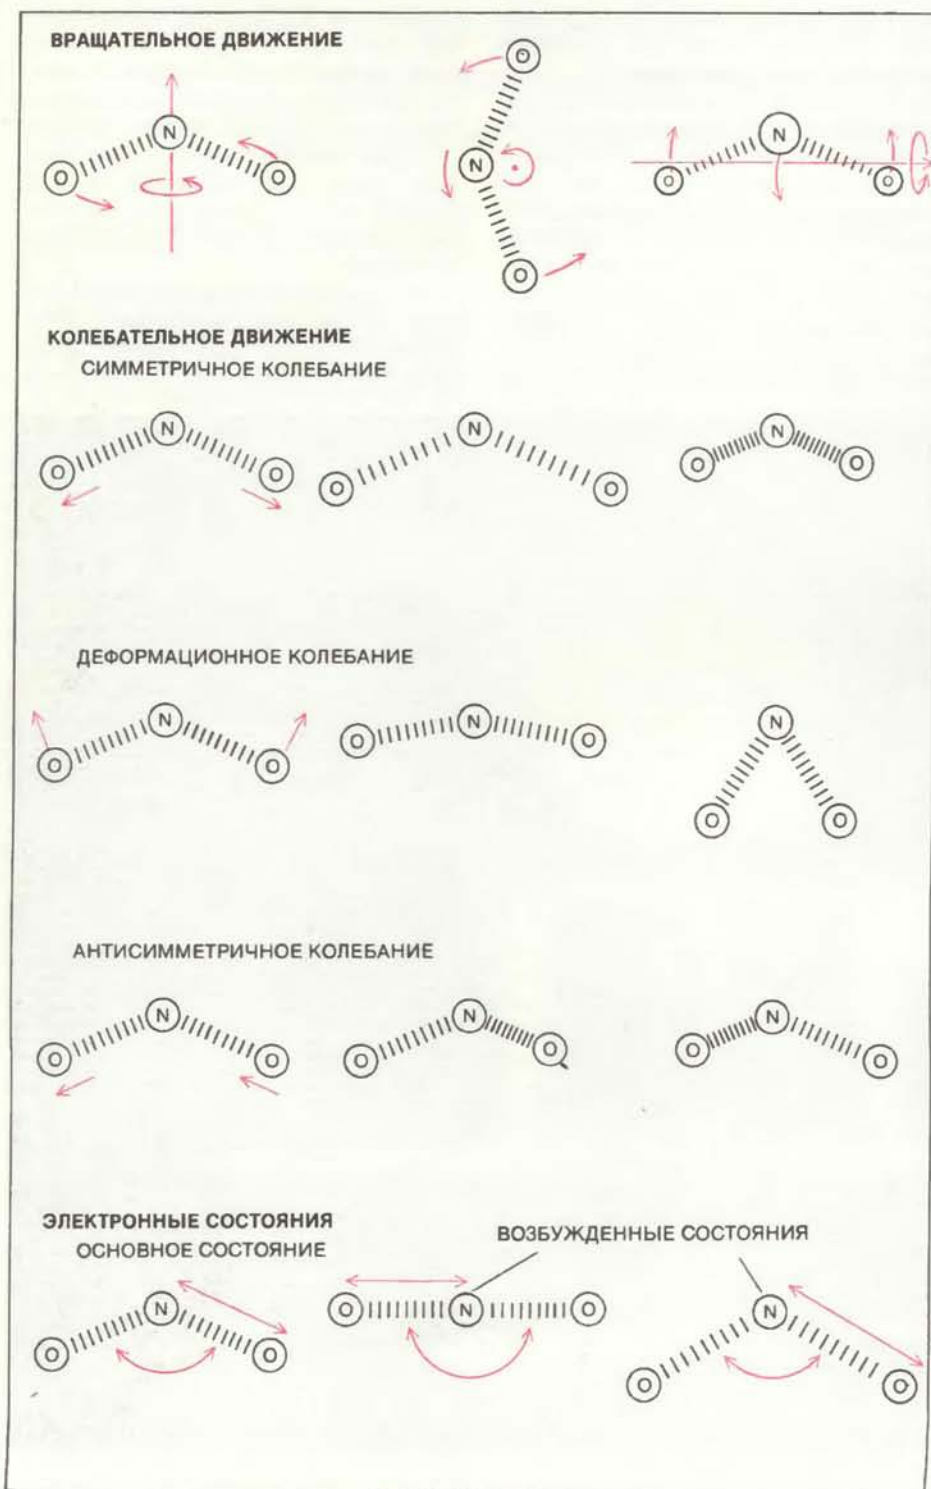 ВРАЩАТЕЛЬНОЕ ДВИЖЕНИЕ
O N O
O N O
O N O
КОЛЕБАТЕЛЬНОЕ ДВИЖЕНИЕ
СИММЕТРИЧНОЕ КОЛЕБАНИЕ
O N O O N O O N O
ДЕФОРМАЦИОННОЕ КОЛЕБАНИЕ
O N O O N O O N O
АНТИСИММЕТРИЧНОЕ КОЛЕБАНИЕ
O N O O N O O N O
ЭЛЕКТРОННЫЕ СОСТОЯНИЯ
ОСНОВНОЕ СОСТОЯНИЕ
ВОЗБУЖДЕННЫЕ СОСТОЯНИЯ
O N O O N O O N O